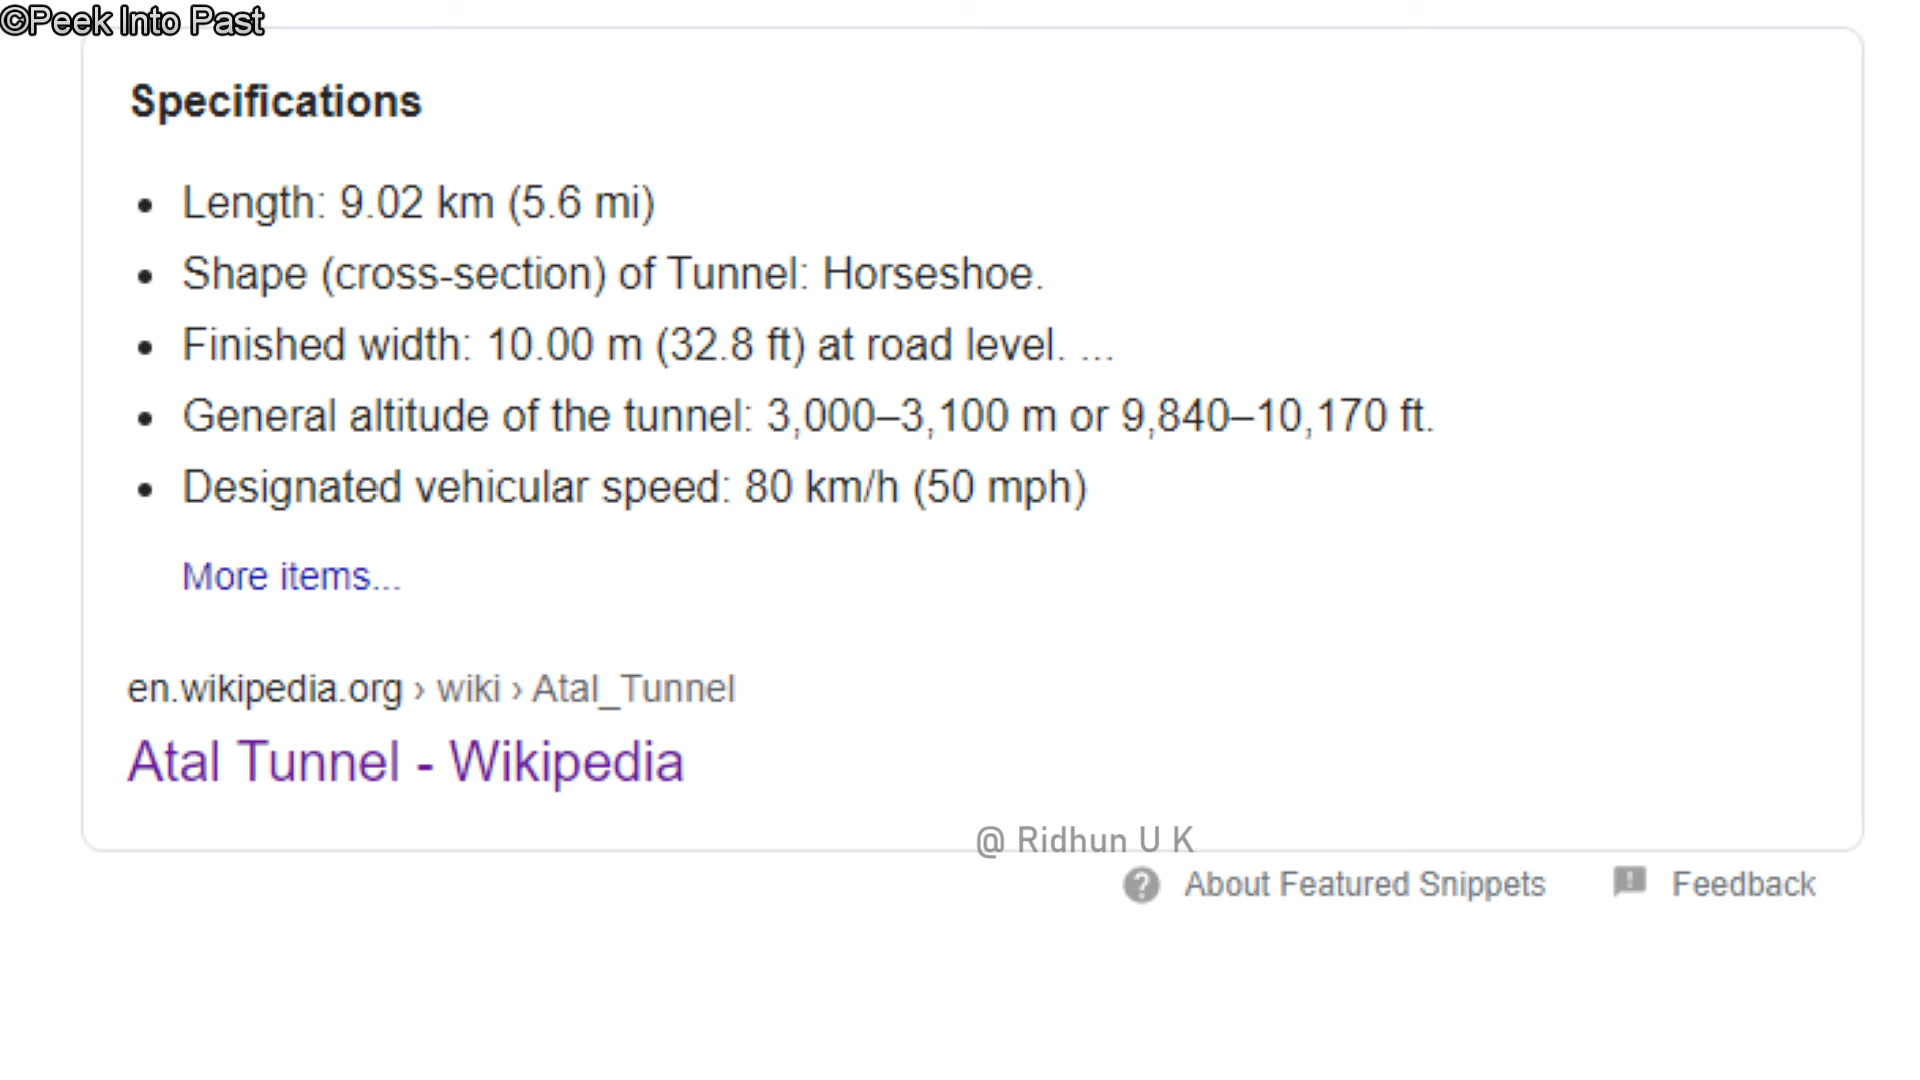 ©Peek Into Past
Specifications
• Length: 9.02 km (5.6 mi)
• Shape (cross-section) of Tunnel: Horseshoe.
• Finished width: 10.00 m (32.8 ft) at road level. ...
• General altitude of the tunnel: 3,000–3,100 m or 9,840–10,170 ft.
• Designated vehicular speed: 80 km/h (50 mph)
More items...
en.wikipedia.org › wiki › Atal_Tunnel
Atal Tunnel - Wikipedia
@ Ridhun U K
About Featured Snippets Feedback